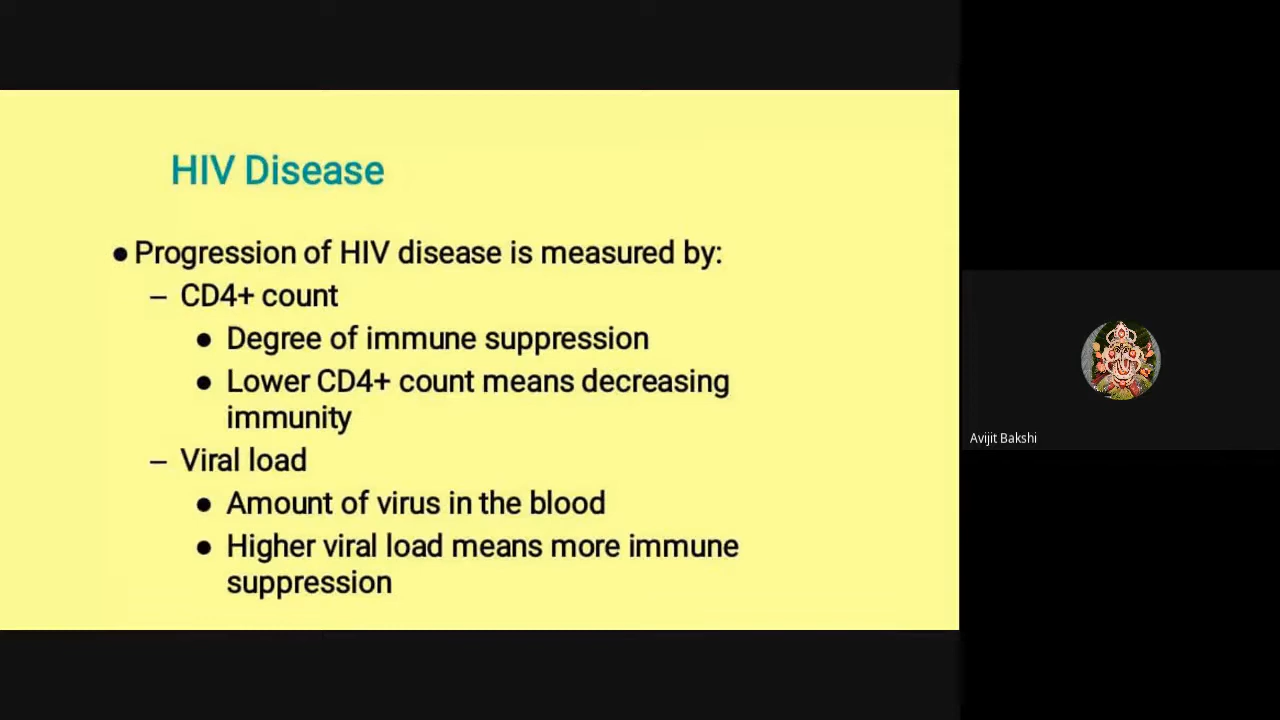 HIV Disease
● Progression of HIV disease is measured by:
– CD4+ count
● Degree of immune suppression
● Lower CD4+ count means decreasing
immunity
– Viral load
● Amount of virus in the blood
● Higher viral load means more immune
suppression
Avijit Bakshi